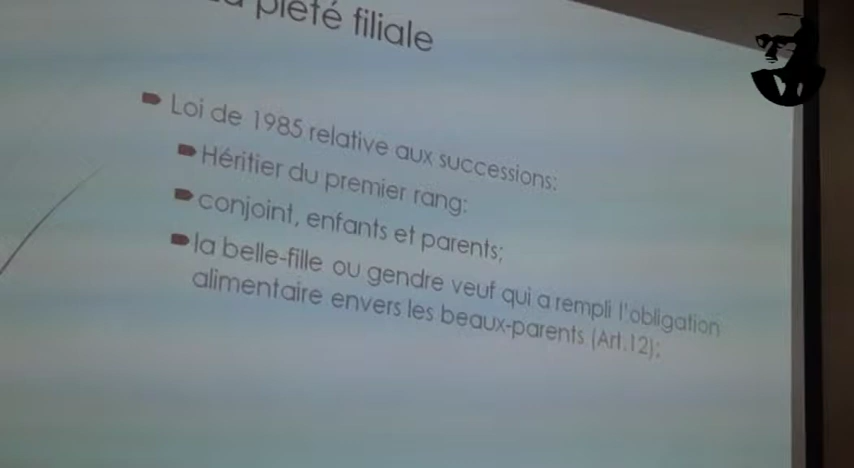 piété filiale
Loi de 1985 relative aux successions:
Héritier du premier rang:
conjoint, enfants et parents;
la belle-fille ou gendre veuf qui a rempli l'obligation
alimentaire envers les beaux-parents (Art.12);